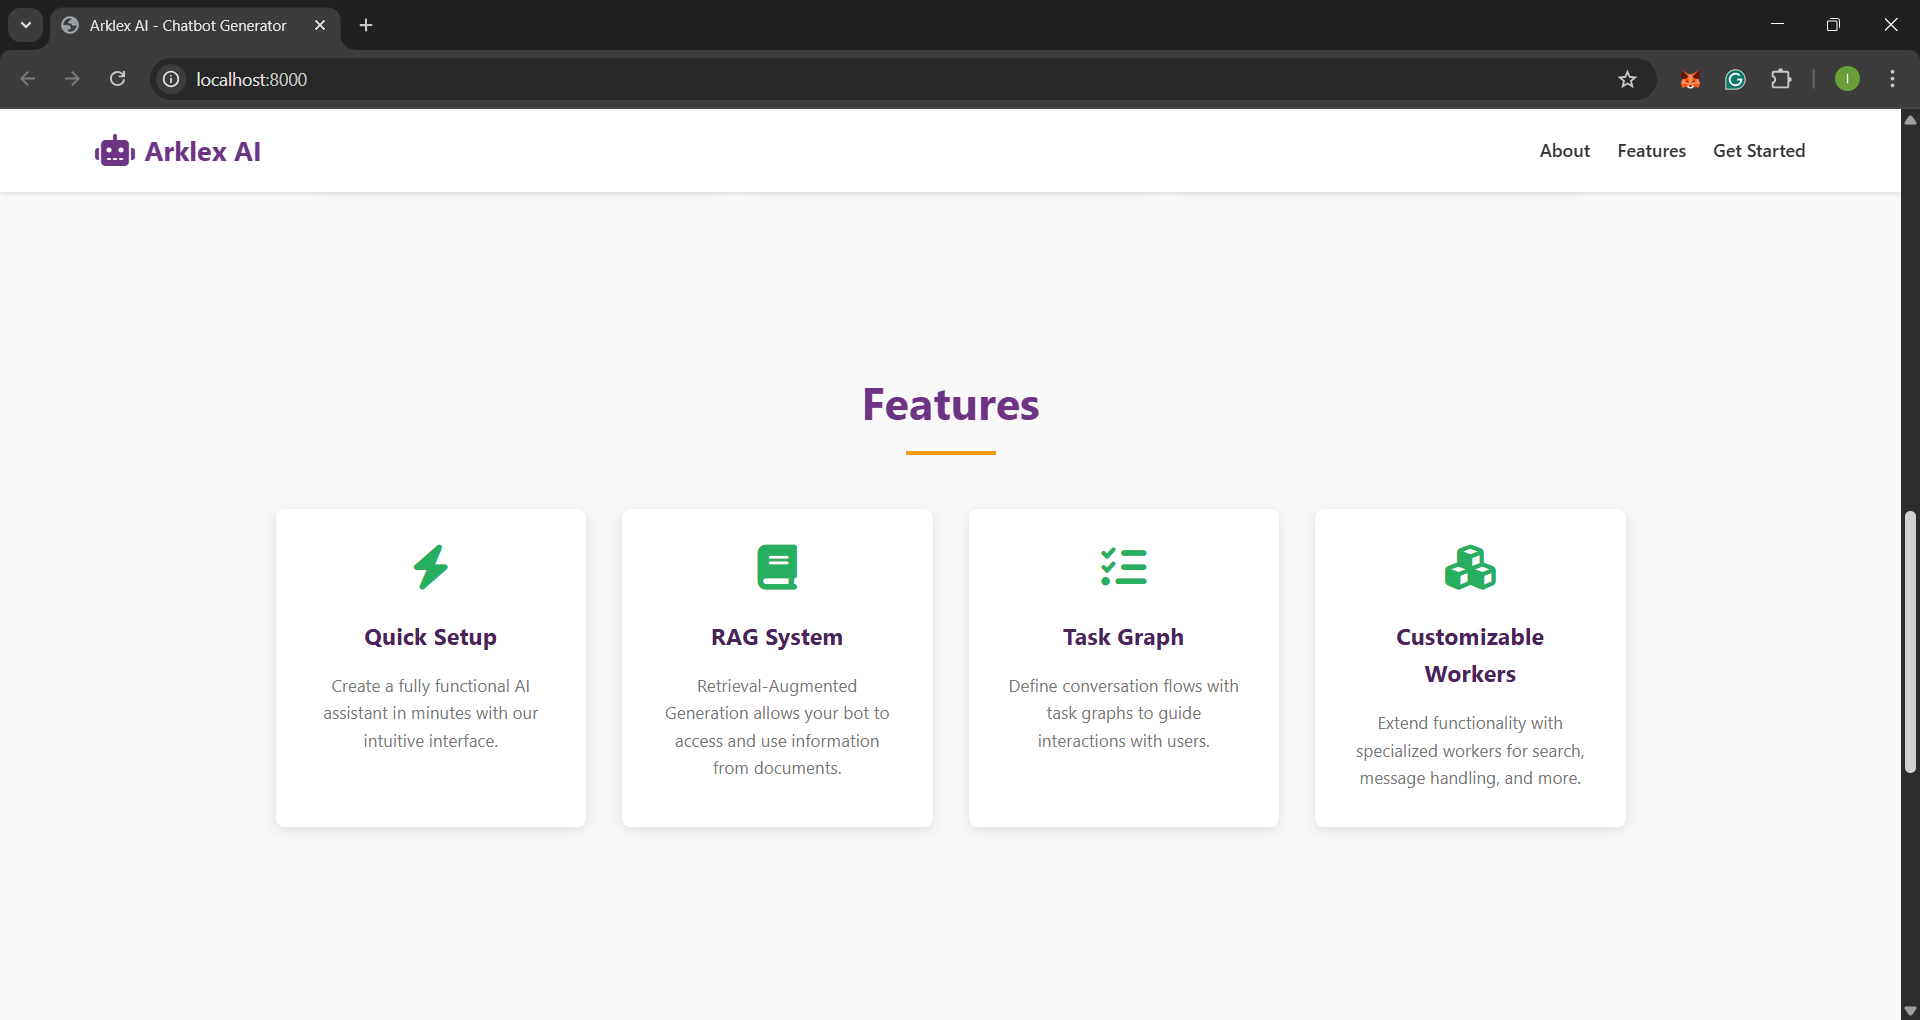 Arklex AI - Chatbot Generator
localhost:8000
I
Arklex AI
About Features Get Started
Features
Quick Setup
Create a fully functional AI
assistant in minutes with our
intuitive interface.
RAG System
Retrieval-Augmented
Generation allows your bot to
access and use information
from documents.
Task Graph
Define conversation flows with
task graphs to guide
interactions with users.
Customizable
Workers
Extend functionality with
specialized workers for search,
message handling, and more.